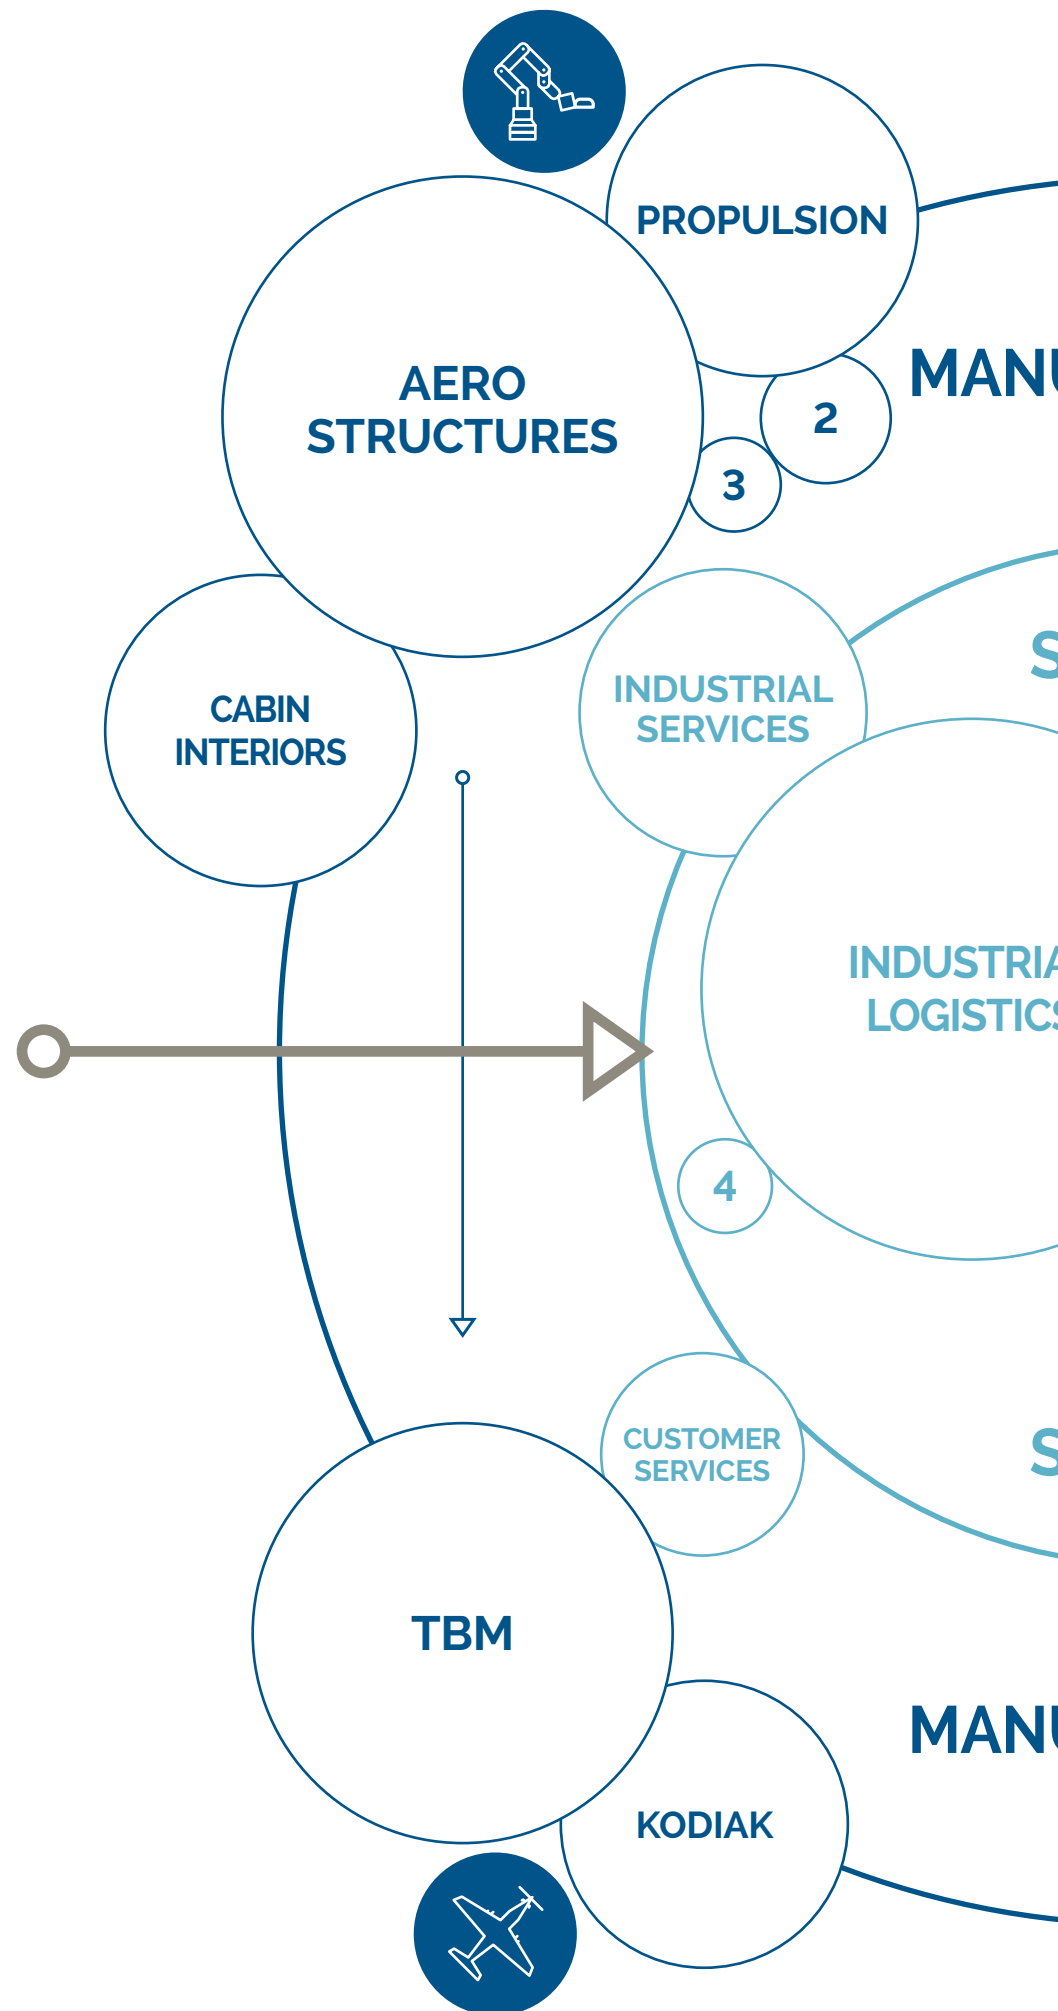 PROPULSION
AERO
STRUCTURES
MANU
2
3
S
INDUSTRIAL
SERVICES
CABIN
INTERIORS
INDUSTRIA
LOGISTICS
4
CUSTOMER
SERVICES
S
TBM
MANU
KODIAK